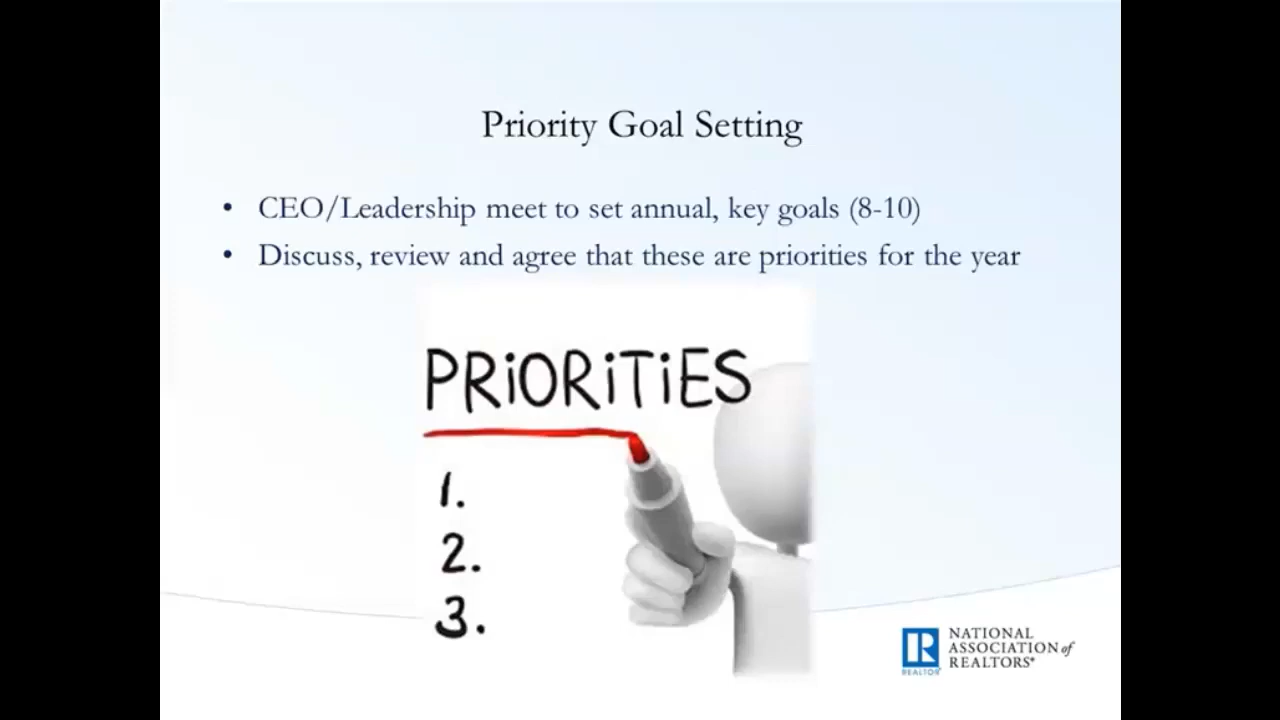 Priority Goal Setting
• CEO/Leadership meet to set annual, key goals (8-10)
• Discuss, review and agree that these are priorities for the year
PRiORiTiES
1.
2.
3.
NATIONAL
ASSOCIATION of
REALTORS®
R
REALTOR®